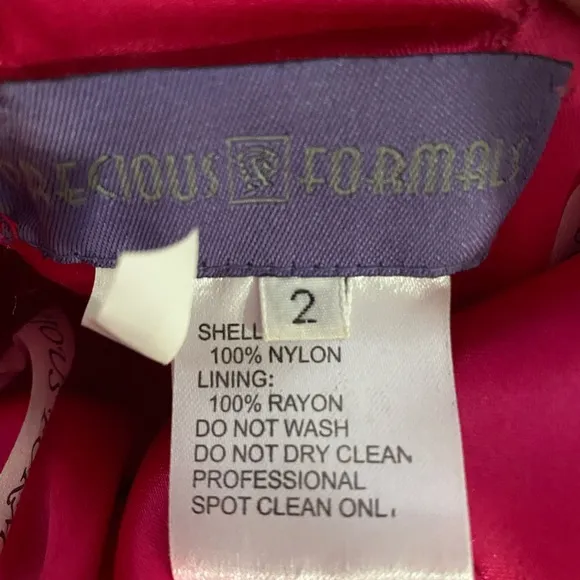 PRECIOUS FORMALS
2
SHELL
100% NYLON
LINING:
100% RAYON
DO NOT WASH
DO NOT DRY CLEAN
PROFESSIONAL
SPOT CLEAN ONL